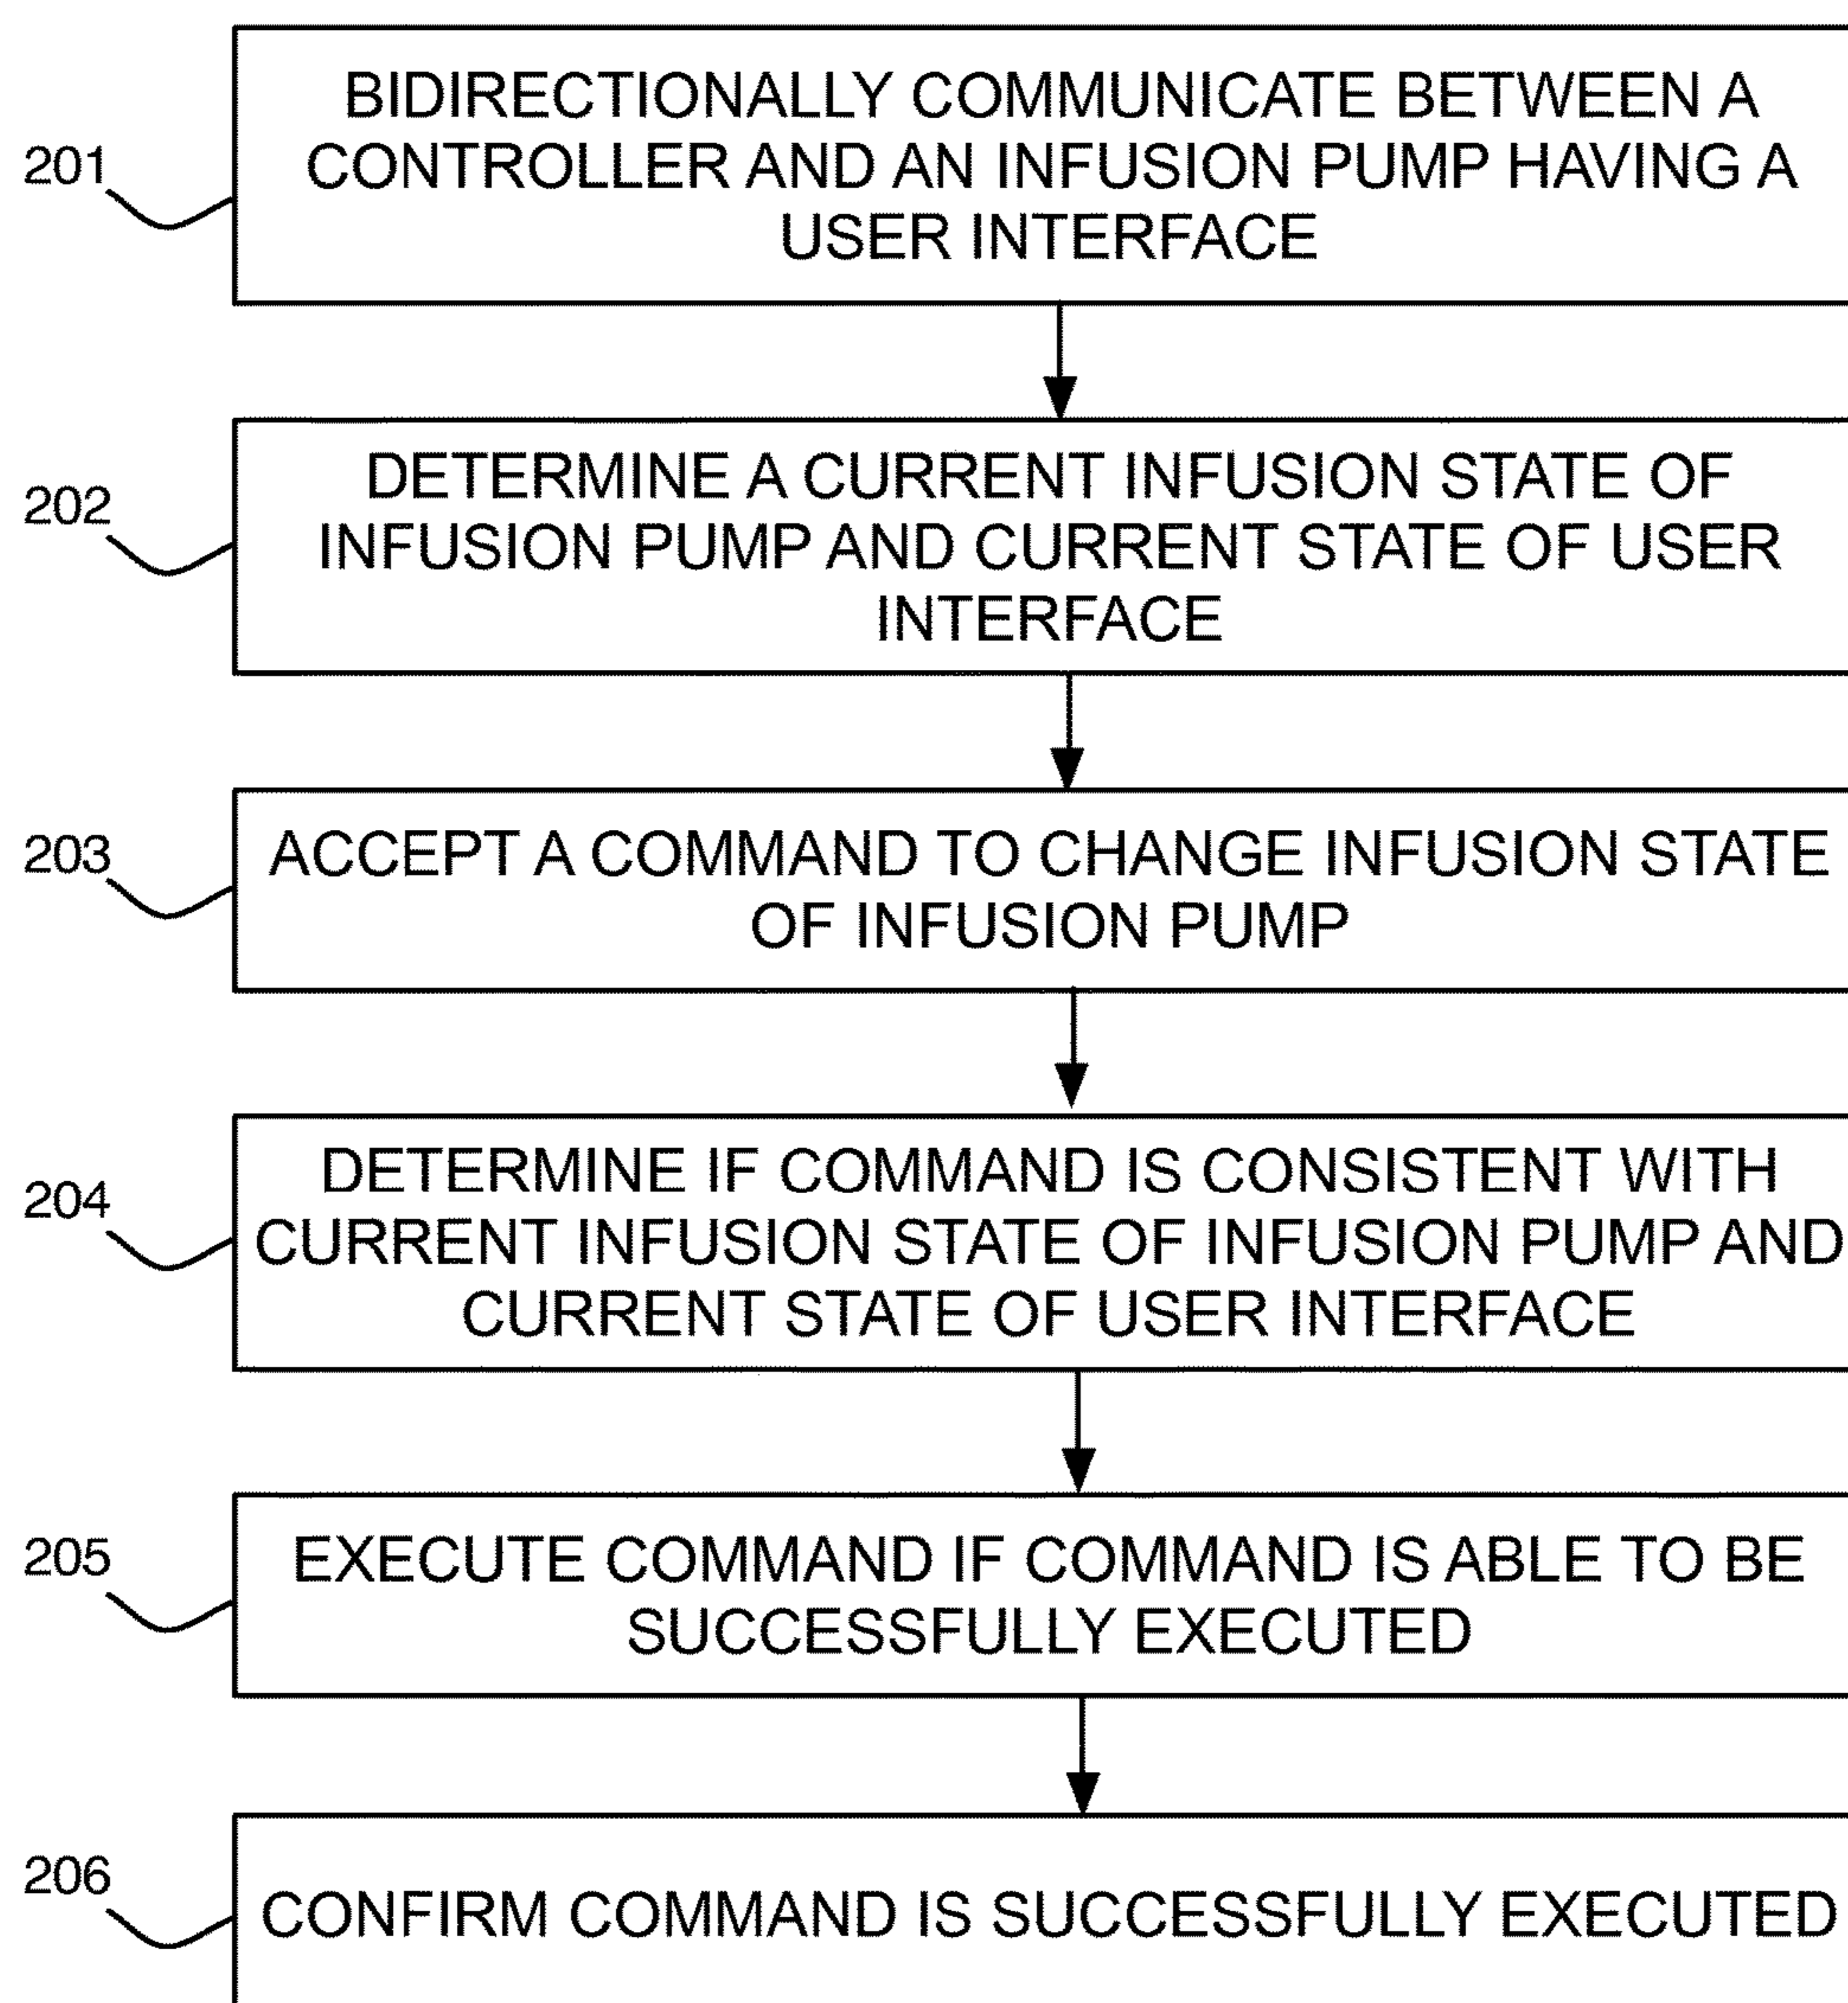 201
BIDIRECTIONALLY COMMUNICATE BETWEEN A
CONTROLLER AND AN INFUSION PUMP HAVING A
USER INTERFACE
202
DETERMINE A CURRENT INFUSION STATE OF
INFUSION PUMP AND CURRENT STATE OF USER
INTERFACE
203
ACCEPT A COMMAND TO CHANGE INFUSION STATE
OF INFUSION PUMP
204
DETERMINE IF COMMAND IS CONSISTENT WITH
CURRENT INFUSION STATE OF INFUSION PUMP AND
CURRENT STATE OF USER INTERFACE
205
EXECUTE COMMAND IF COMMAND IS ABLE TO BE
SUCCESSFULLY EXECUTED
206
CONFIRM COMMAND IS SUCCESSFULLY EXECUTED